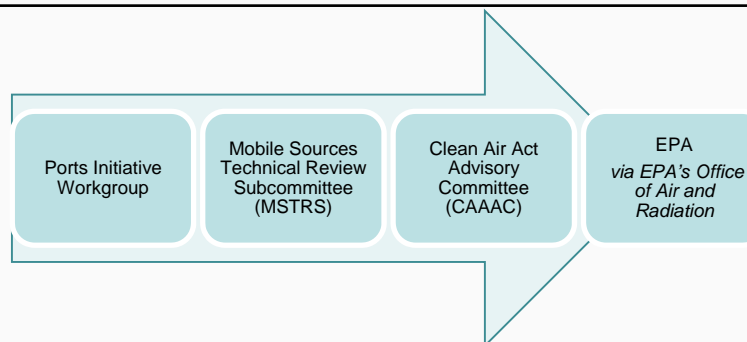 Ports Initiative
Workgroup
Mobile Sources
Technical Review
Subcommittee
(MSTRS)
Clean Air Act
Advisory
Committee
(CAAAC)
EPA
via EPA's Office
of Air and
Radiation